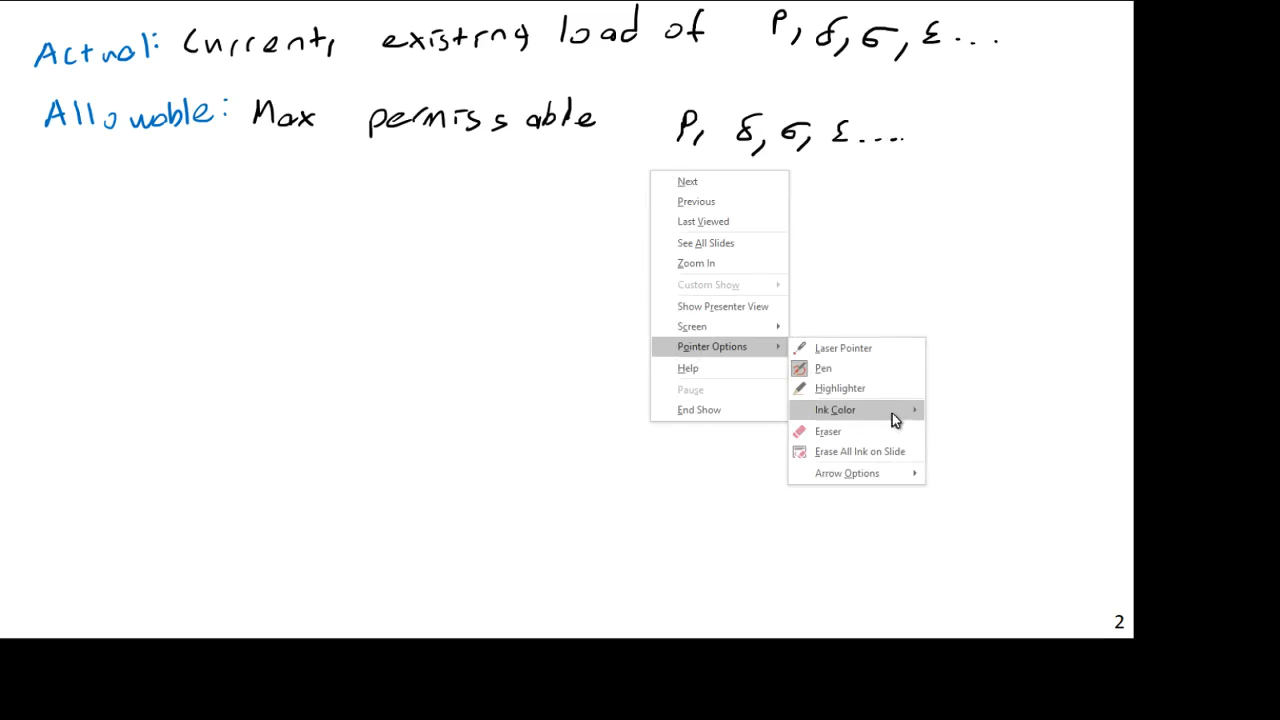 Actual: Current, existing load of P, δ, σ, ε...
Allowable: Max permissable P, δ, σ, ε....
Next
Previous
Last Viewed
See All Slides
Zoom In
Custom Show
Show Presenter View
Screen
Pointer Options
Help
Pause
End Show
Laser Pointer
Pen
Highlighter
Ink Color
Eraser
Erase All Ink on Slide
Arrow Options
2